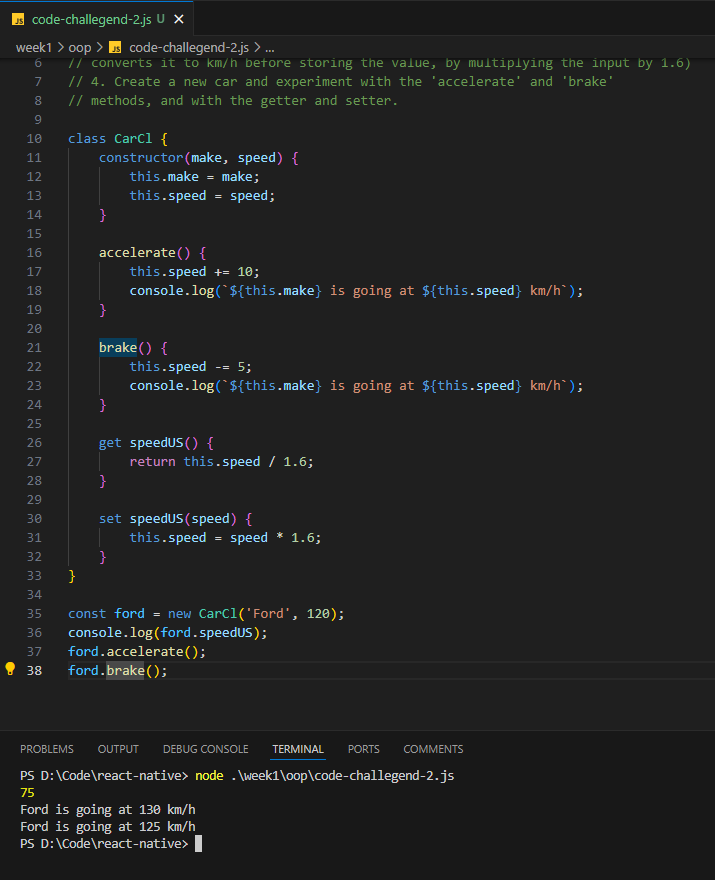 JS code-challegend-2.js U ×
week1 > oop > JS code-challegend-2.js > ...
6 // converts it to km/h before storing the value, by multiplying the input by 1.6)
7 // 4. Create a new car and experiment with the 'accelerate' and 'brake'
8 // methods, and with the getter and setter.
9
10 class CarCl {
11 constructor(make, speed) {
12 this.make = make;
13 this.speed = speed;
14 }
15
16 accelerate() {
17 this.speed += 10;
18 console.log(`${this.make} is going at ${this.speed} km/h`);
19 }
20
21 brake() {
22 this.speed -= 5;
23 console.log(`${this.make} is going at ${this.speed} km/h`);
24 }
25
26 get speedUS() {
27 return this.speed / 1.6;
28 }
29
30 set speedUS(speed) {
31 this.speed = speed * 1.6;
32 }
33 }
34
35 const ford = new CarCl('Ford', 120);
36 console.log(ford.speedUS);
37 ford.accelerate();
38 ford.brake();
PROBLEMS OUTPUT DEBUG CONSOLE TERMINAL PORTS COMMENTS
PS D:\Code\react-native> node .\week1\oop\code-challegend-2.js
75
Ford is going at 130 km/h
Ford is going at 125 km/h
PS D:\Code\react-native>